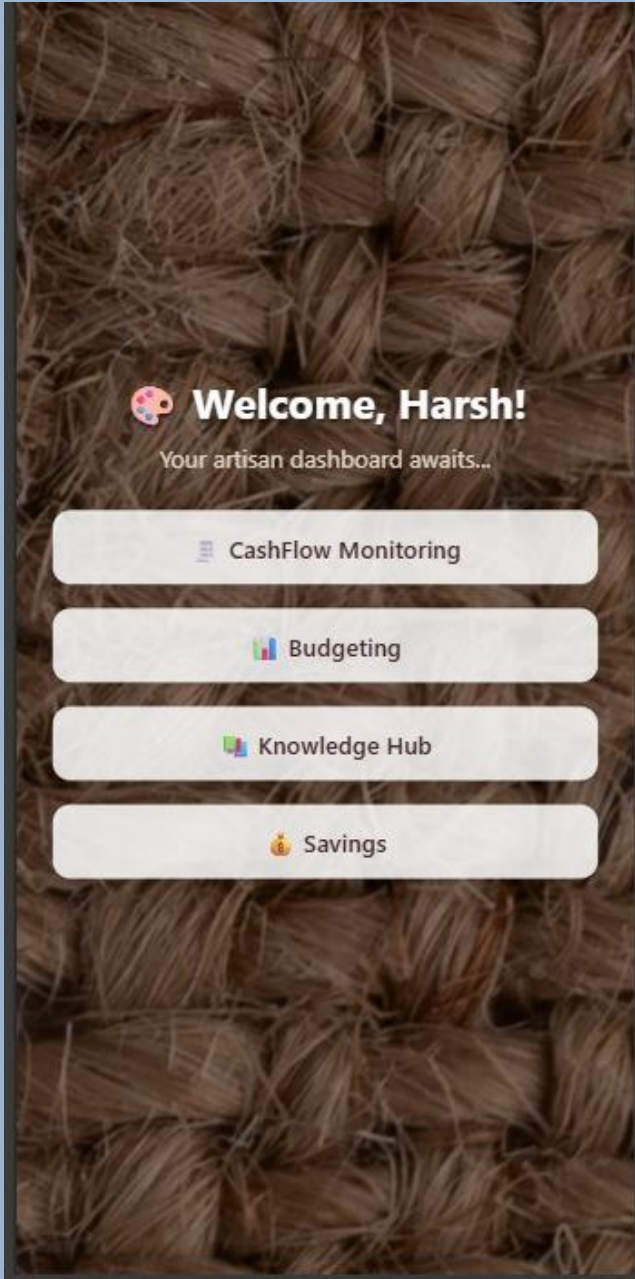 🎨 Welcome, Harsh!
Your artisan dashboard awaits...
🧾 CashFlow Monitoring
📊 Budgeting
📚 Knowledge Hub
💰 Savings